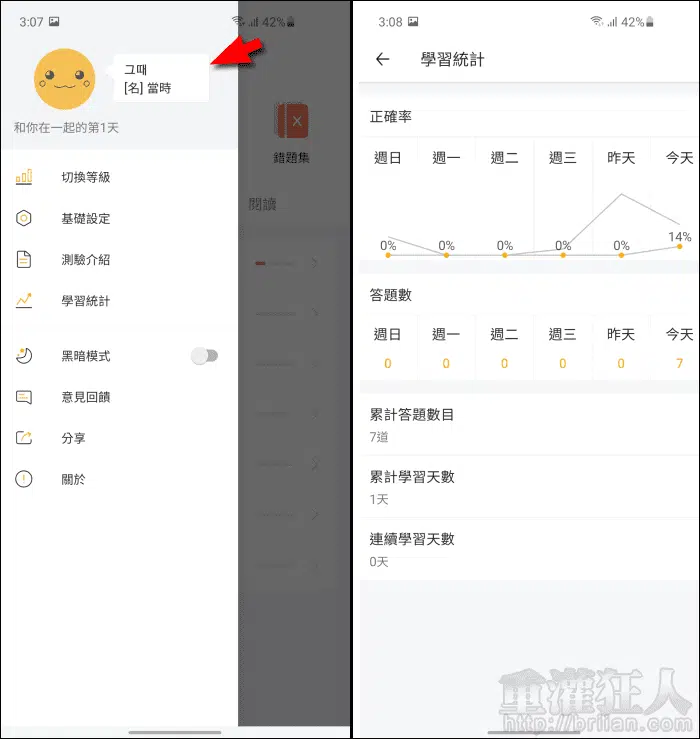 3:07
42%
그때
[名] 當時
和你在一起的第1天
切換等級
基礎設定
測驗介紹
學習統計
黑暗模式
意見回饋
分享
關於
錯題集
閱讀
3:08
42%
學習統計
正確率
週日 週一 週二 週三 昨天 今天
0% 0% 0% 0% 0% 14%
答題數
週日 週一 週二 週三 昨天 今天
0 0 0 0 0 7
累計答題數目
7道
累計學習天數
1天
連續學習天數
0天
重灌狂人
http://briian.com